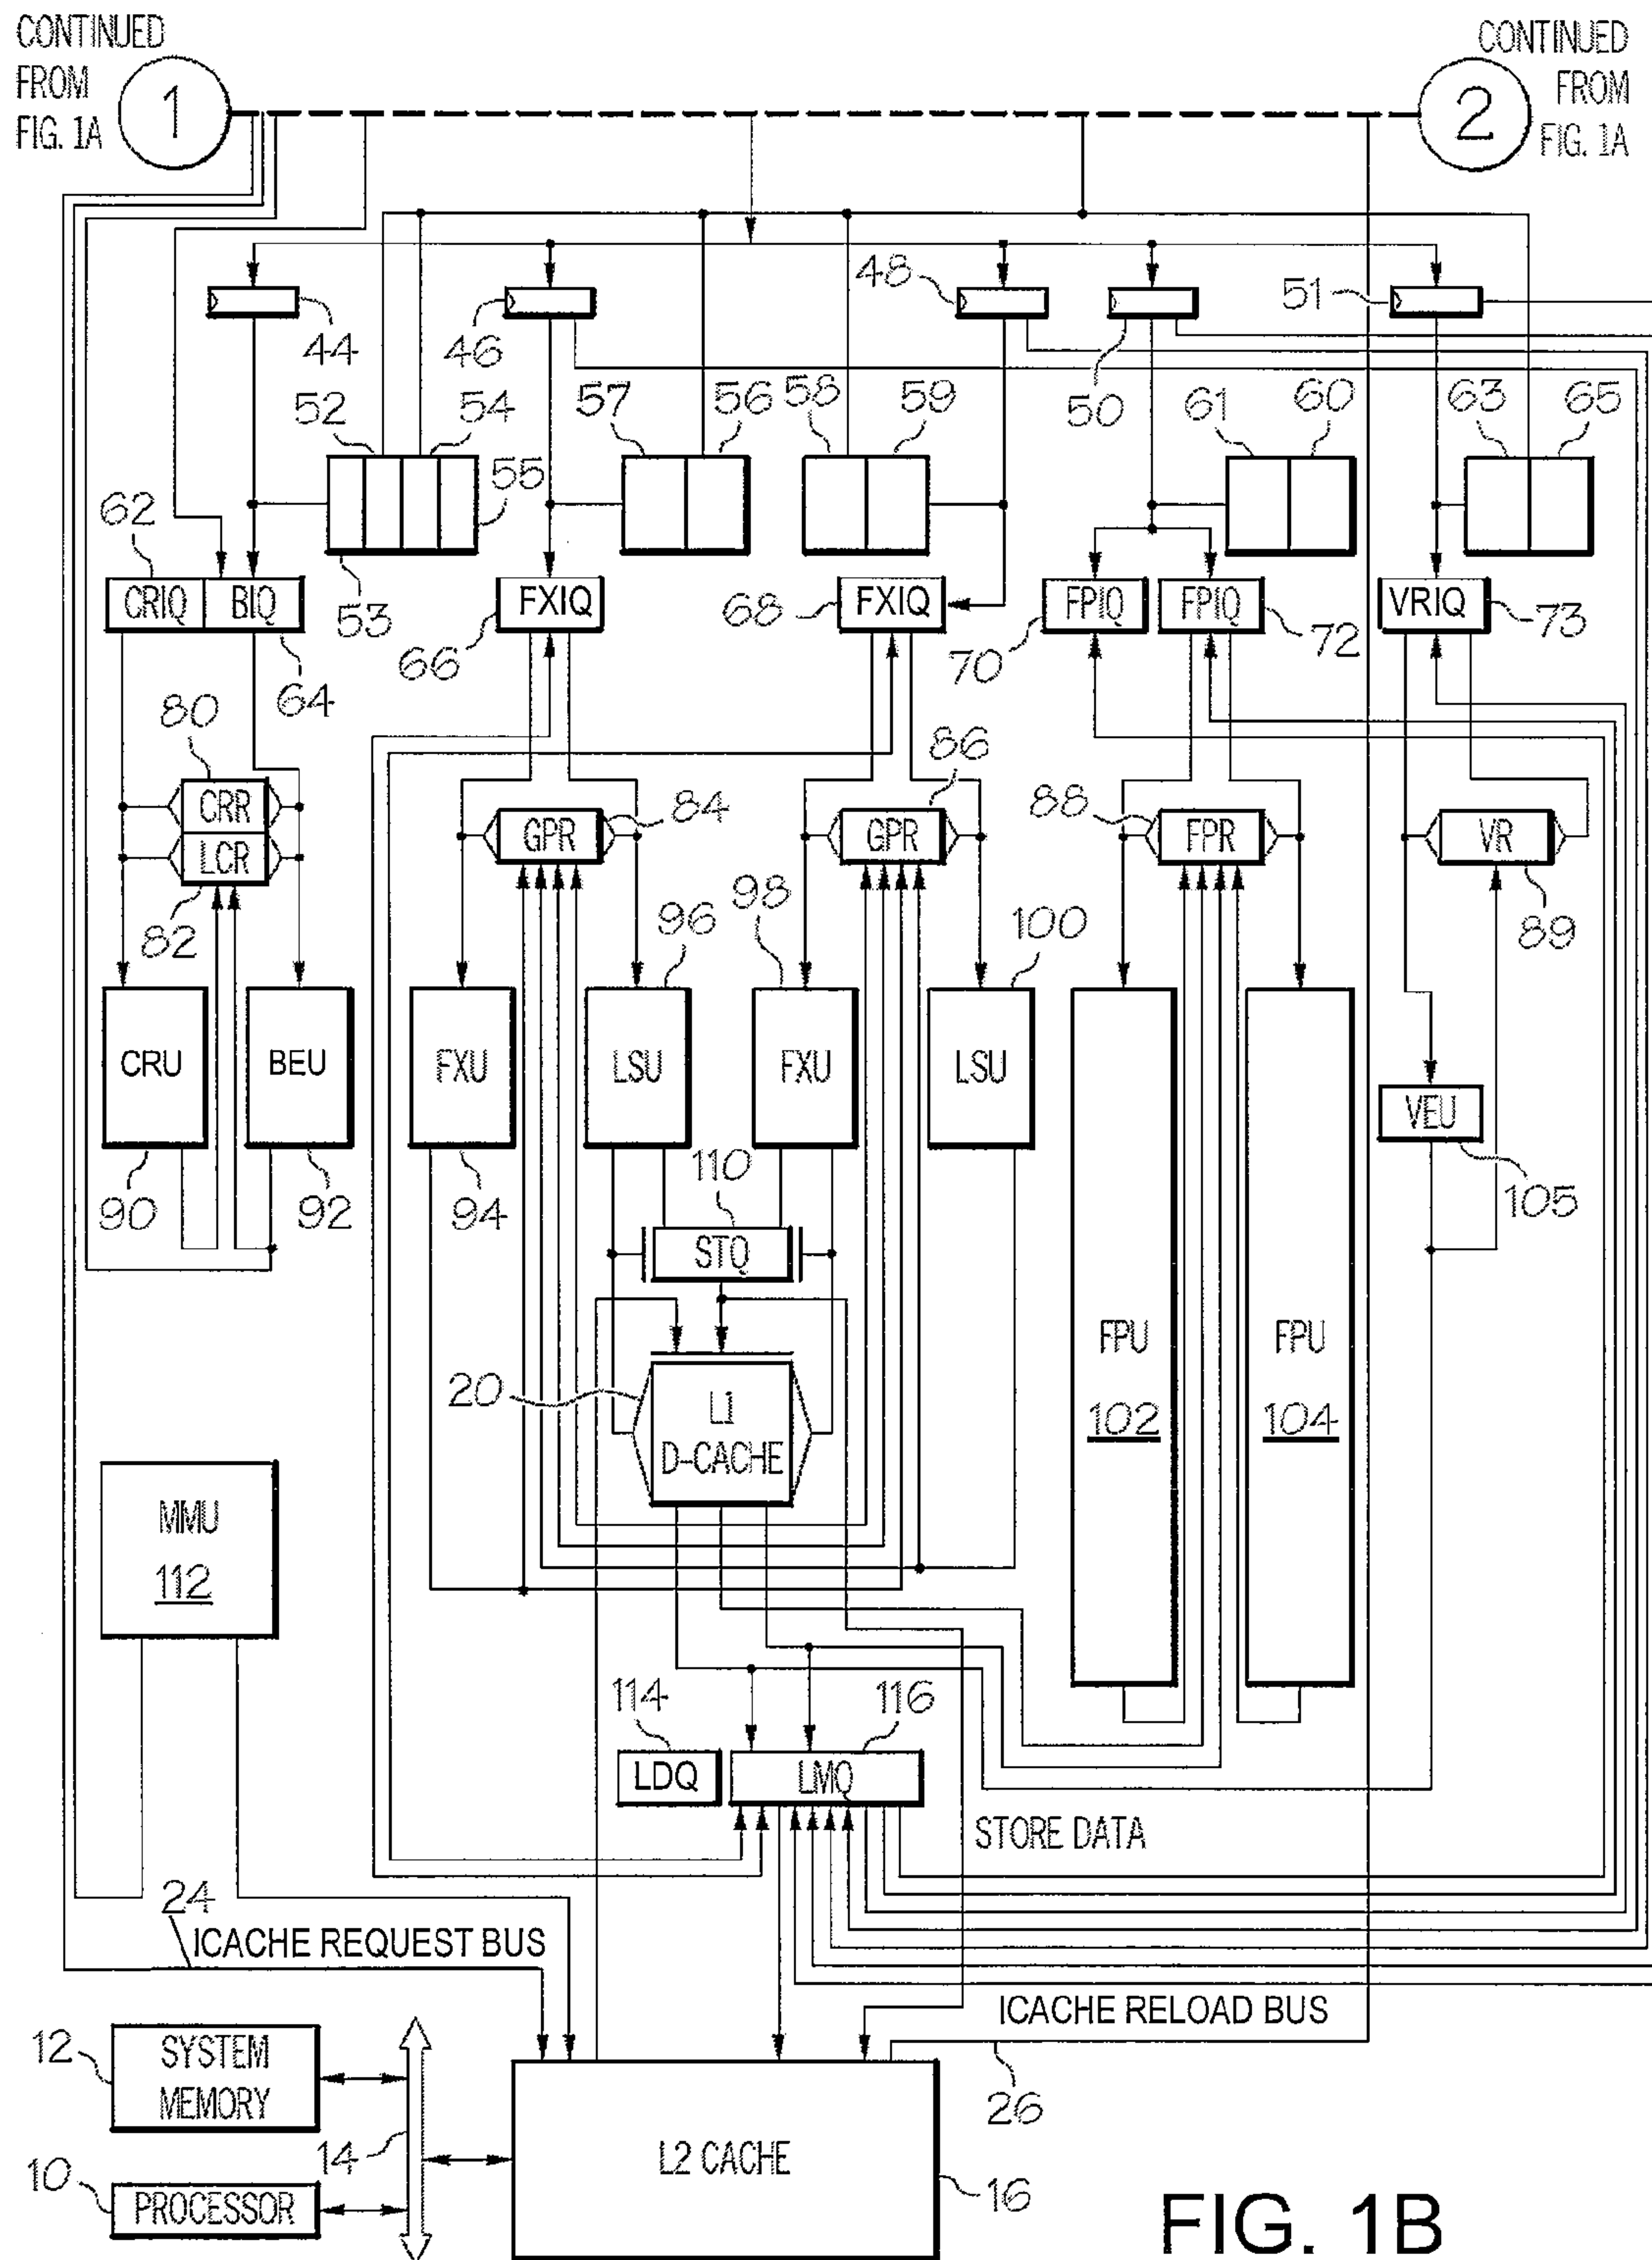 CONTINUED
FROM
FIG. 1A
1
CONTINUED
FROM
FIG. 1A
2
44
46
48
50
51
52
54
55
53
57
56
58
59
61
60
63
65
62
CRIQ
BIQ
64
FXIQ
66
68
FXIQ
FPIQ
70
FPIQ
72
VRIQ
73
80
CRR
LCR
82
GPR
84
GPR
86
88
FPR
VR
89
CRU
90
BEU
92
FXU
94
LSU
96
FXU
98
LSU
100
FPU
102
FPU
104
VEU
105
110
STQ
20
L1
D-CACHE
MMU
112
114
LDQ
116
LMQ
STORE DATA
24
ICACHE REQUEST BUS
ICACHE RELOAD BUS
26
12
SYSTEM
MEMORY
14
10
PROCESSOR
L2 CACHE
16
FIG. 1B